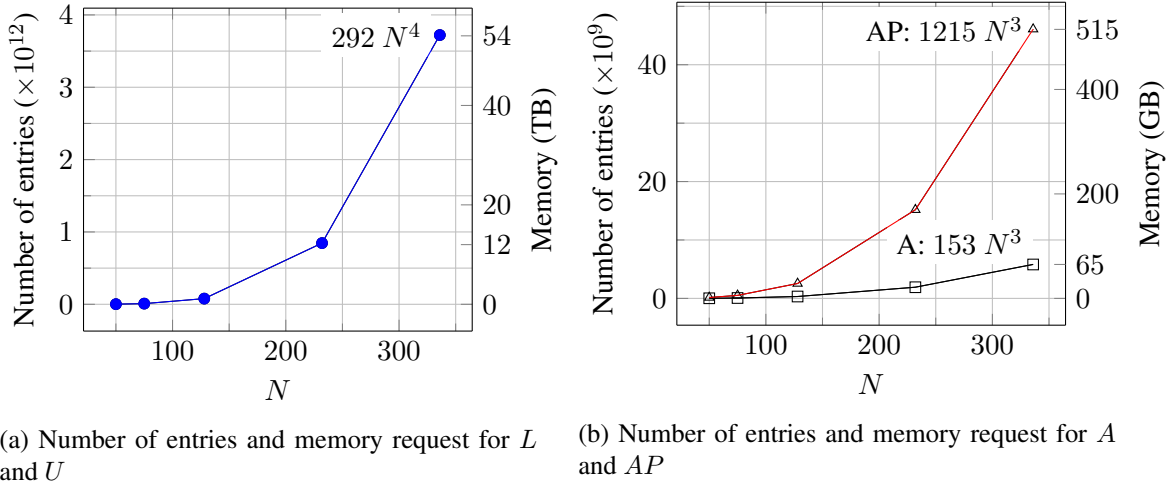 Number of entries (×10^12)
4
3
2
1
0
292 N^4
54
40
20
12
0
Memory (TB)
100 200 300
N
(a) Number of entries and memory request for L
and U
Number of entries (×10^9)
40
20
0
AP: 1215 N^3
A: 153 N^3
515
400
200
65
0
Memory (GB)
100 200 300
N
(b) Number of entries and memory request for A
and AP